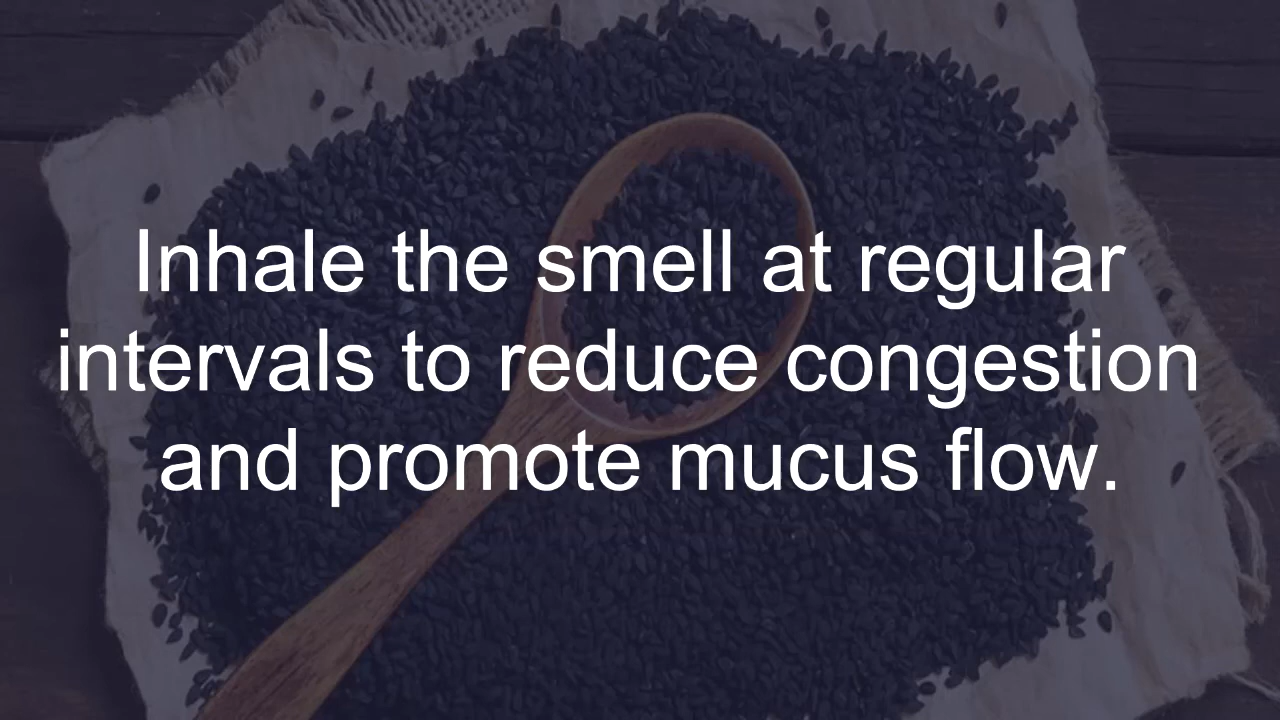 Inhale the smell at regular
intervals to reduce congestion
and promote mucus flow.